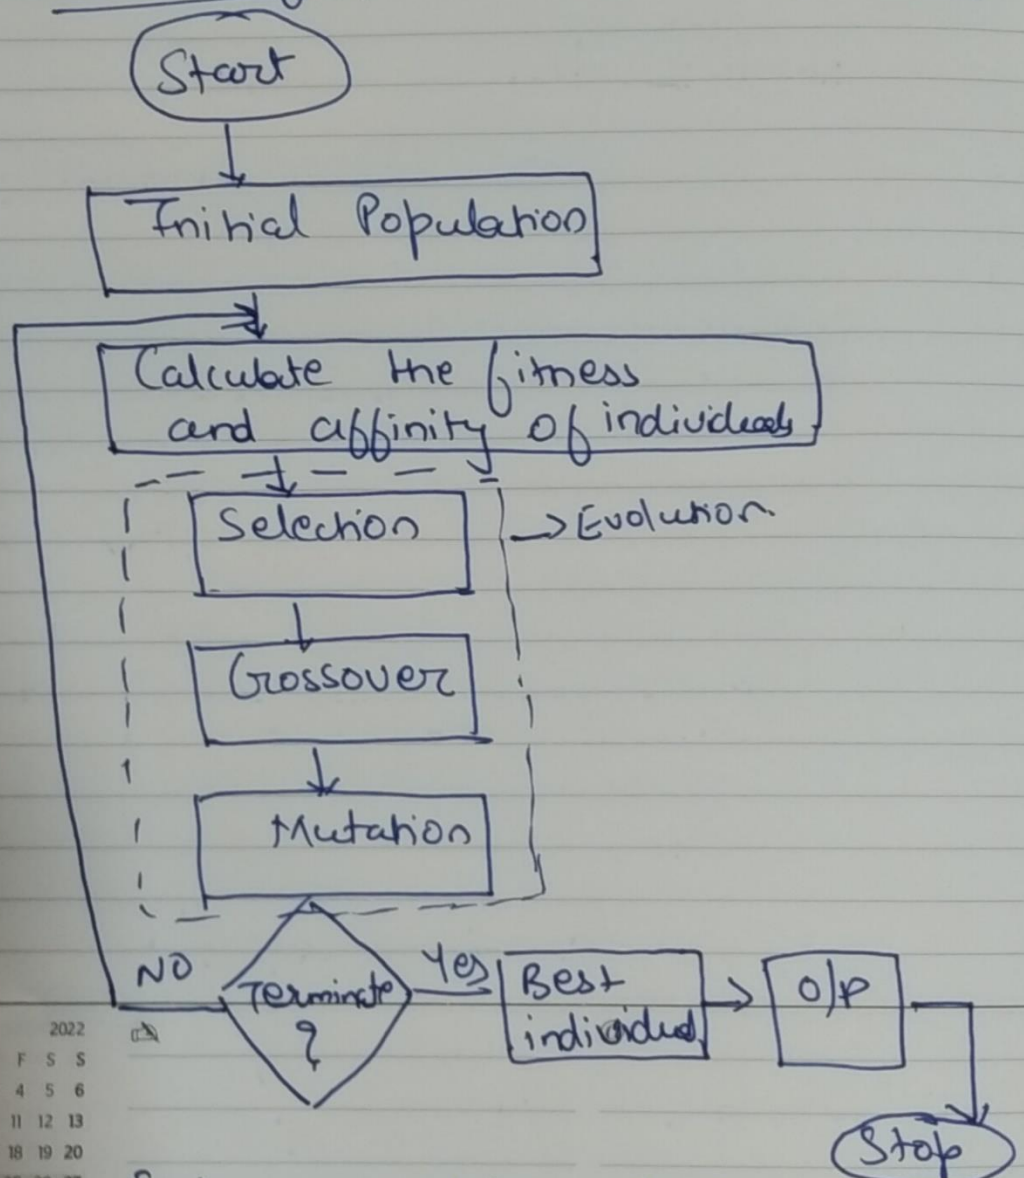 Start
Initial Population
Calculate the fitness
and affinity of individuals
Selection
→ Evolution
Crossover
Mutation
NO
Terminate
?
Yes
Best
individual
O/P
Stop
2022
F S S
4 5 6
11 12 13
18 19 20